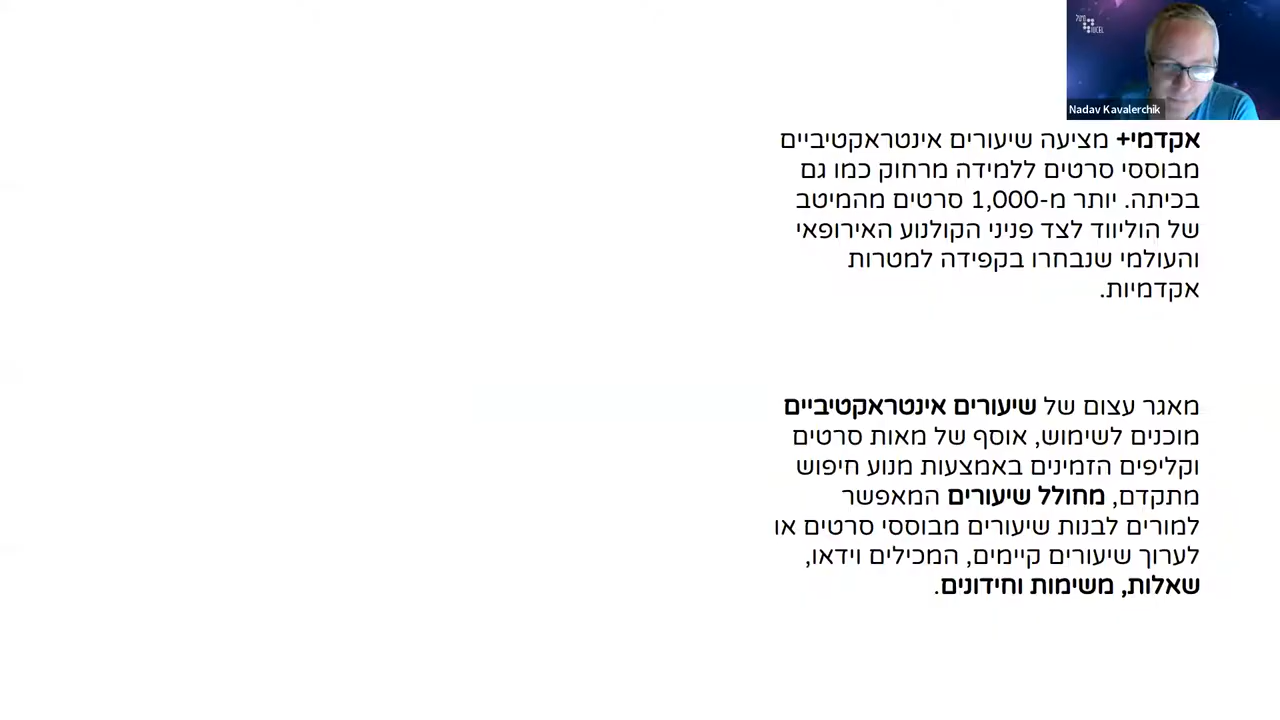 Nadav Kavalerchik
אקדמי+ מציעה שיעורים אינטראקטיביים
מבוססי סרטים ללמידה מרחוק כמו גם
בכיתה. יותר מ-1,000 סרטים מהמיטב
של הוליווד לצד פניני הקולנוע האירופאי
והעולמי שנבחרו בקפידה למטרות
אקדמיות.
מאגר עצום של שיעורים אינטראקטיביים
מוכנים לשימוש, אוסף של מאות סרטים
וקליפים הזמינים באמצעות מנוע חיפוש
מתקדם, מחולל שיעורים המאפשר
למורים לבנות שיעורים מבוססי סרטים או
לערוך שיעורים קיימים, המכילים וידאו,
שאלות, משימות וחידונים.